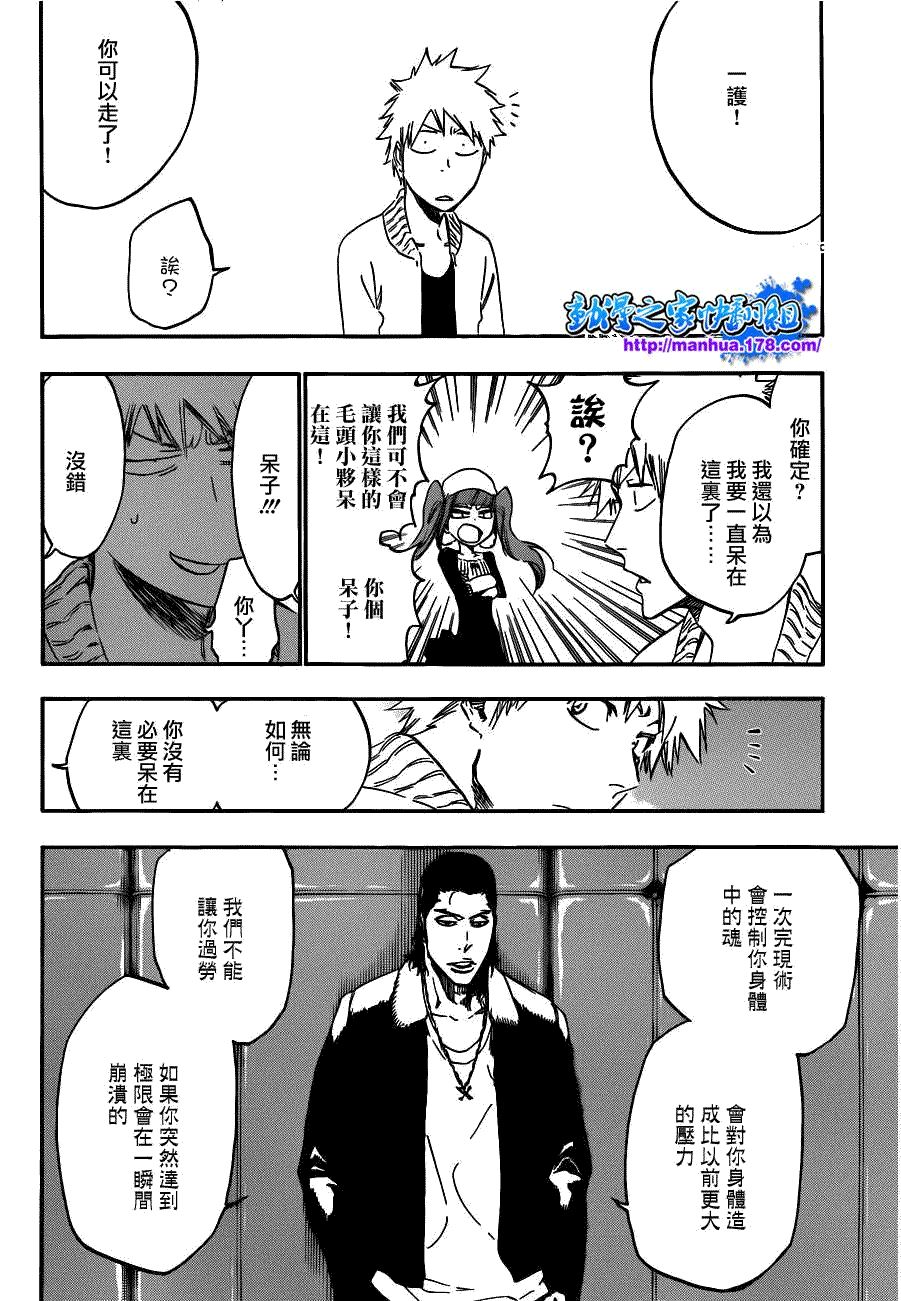 一護！
你可以
走了！
誒？
動漫之家快翻組
http://manhua.178.com/
你確定？
我還以為
我要一直呆在
這裏了……
誒？
我們可不會
讓你這樣的
毛頭小夥呆
在這！
你個
呆子！
呆子!!!
你丫…
沒錯
無論
如何…
你沒有
必要呆在
這裏
一次完現術
會控制你身體
中的魂
會對你身體造
成比以前更大
的壓力
我們不能
讓你過勞
如果你突然達到
極限會在一瞬間
崩潰的